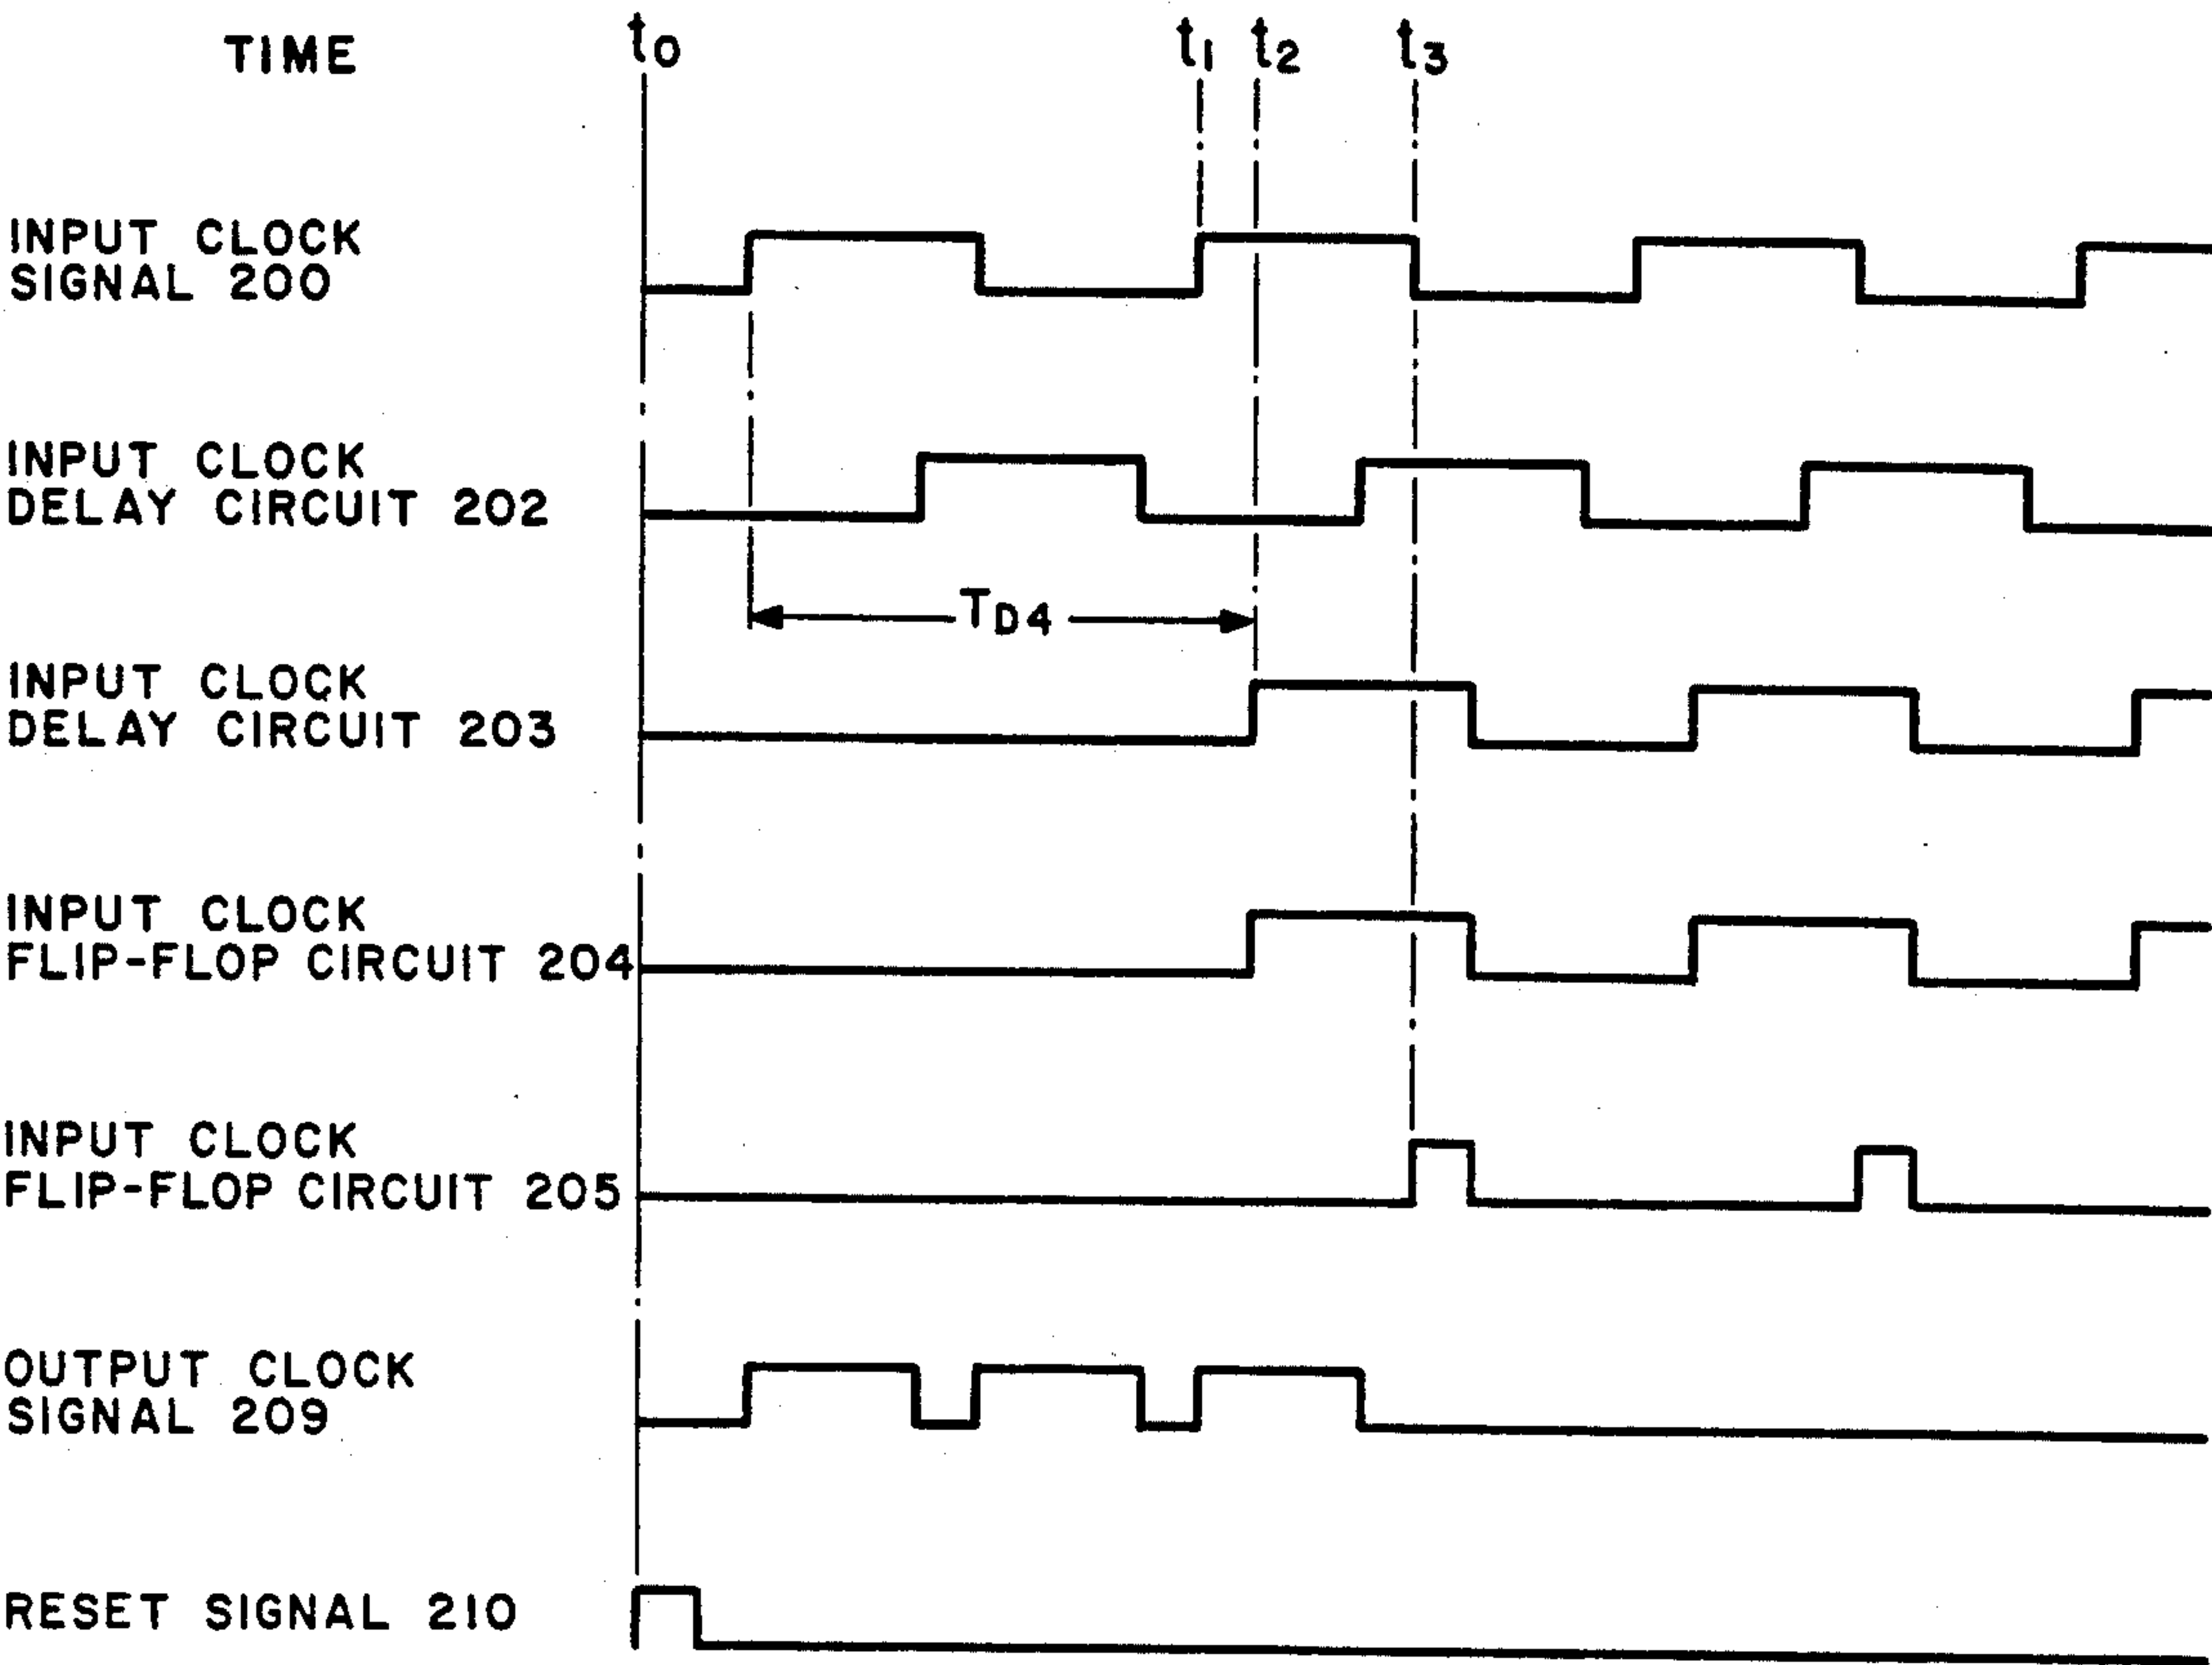 TIME t0 t1 t2 t3
INPUT CLOCK
SIGNAL 200
INPUT CLOCK
DELAY CIRCUIT 202
TD4
INPUT CLOCK
DELAY CIRCUIT 203
INPUT CLOCK
FLIP-FLOP CIRCUIT 204
INPUT CLOCK
FLIP-FLOP CIRCUIT 205
OUTPUT CLOCK
SIGNAL 209
RESET SIGNAL 210